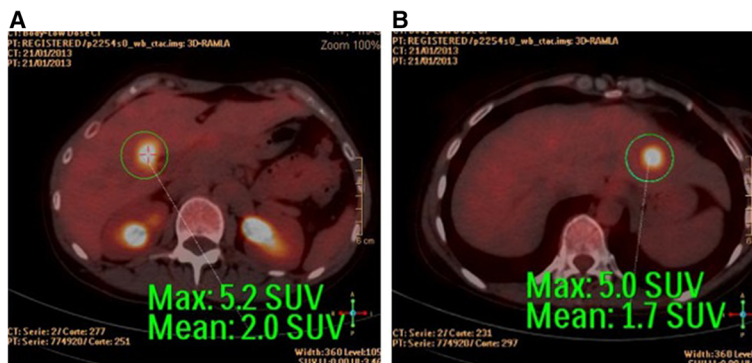 A
CT: Body-Low Dose CT
PT: REGISTERED/p2254s0_wb_ctac.img: 3D-RAMLA
CT: 21/01/2013
PT: 21/01/2013
Zoom 100%
6 cm
Max: 5.2 SUV
Mean: 2.0 SUV
CT: Serie: 2/ Corte: 277
PT: Serie: 774920/ Corte: 251
Width:360 Level:105
B
PT: REGISTERED/p2254s0_wb_ctac.img: 3D-RAMLA
CT: 21/01/2013
PT: 21/01/2013
Max: 5.0 SUV
Mean: 1.7 SUV
CT: Serie: 2/ Corte: 231
PT: Serie: 774920/ Corte: 297
Width:360 Level